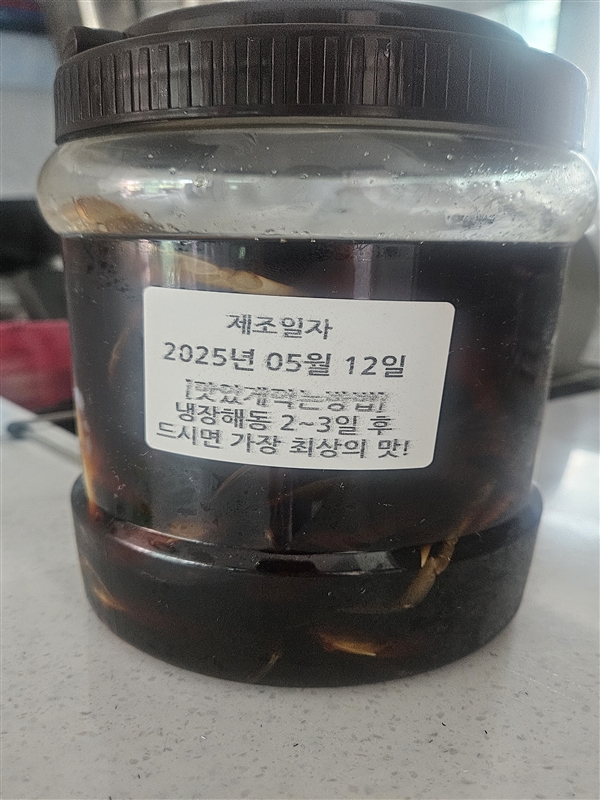 제조일자
2025년 05월 12일
[맛있게먹는방법]
냉장해동 2~3일 후
드시면 가장 최상의 맛!